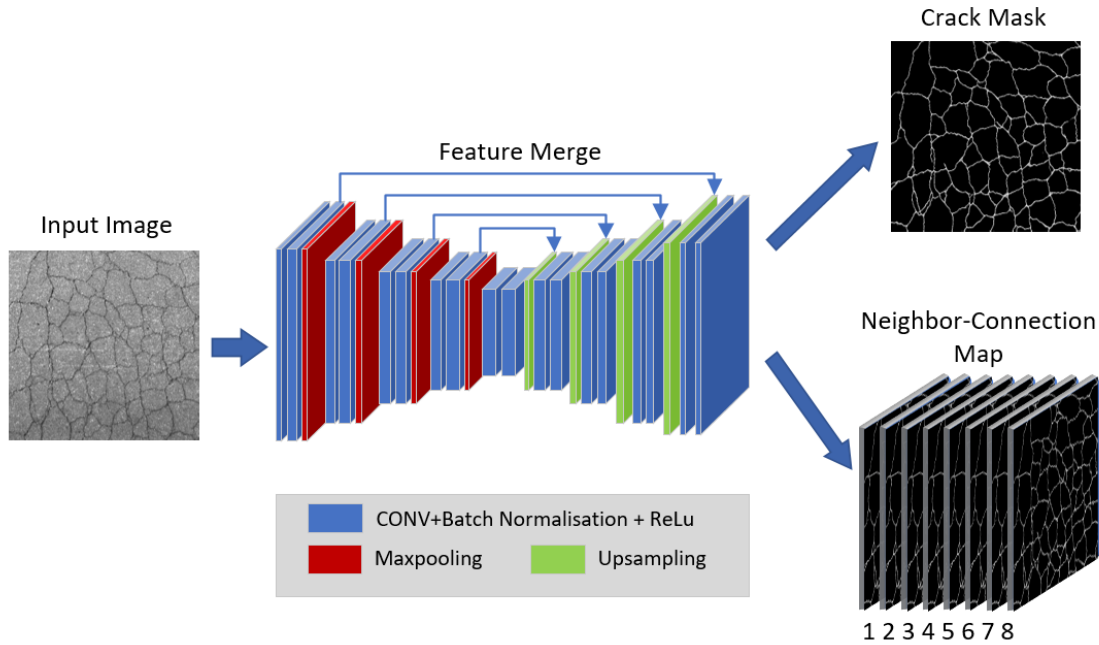 Crack Mask
Feature Merge
Input Image
Neighbor-Connection
Map
CONV+Batch Normalisation + ReLu
Maxpooling
Upsampling
1 2 3 4 5 6 7 8